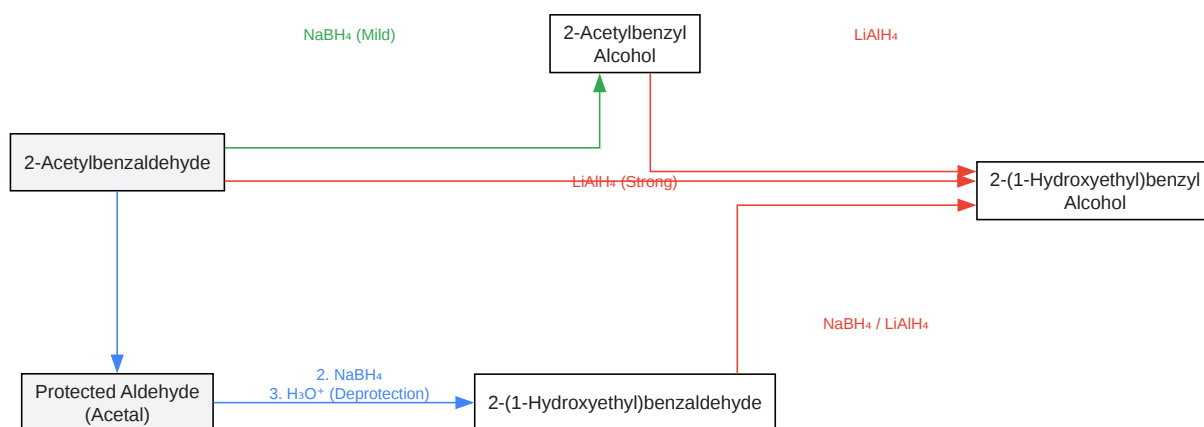 NaBH₄ (Mild)
2-Acetylbenzyl
Alcohol
LiAlH₄
2-Acetylbenzaldehyde
LiAlH₄ (Strong)
2-(1-Hydroxyethyl)benzyl
Alcohol
NaBH₄ / LiAlH₄
Protected Aldehyde
(Acetal)
2. NaBH₄
3. H₃O⁺ (Deprotection)
2-(1-Hydroxyethyl)benzaldehyde